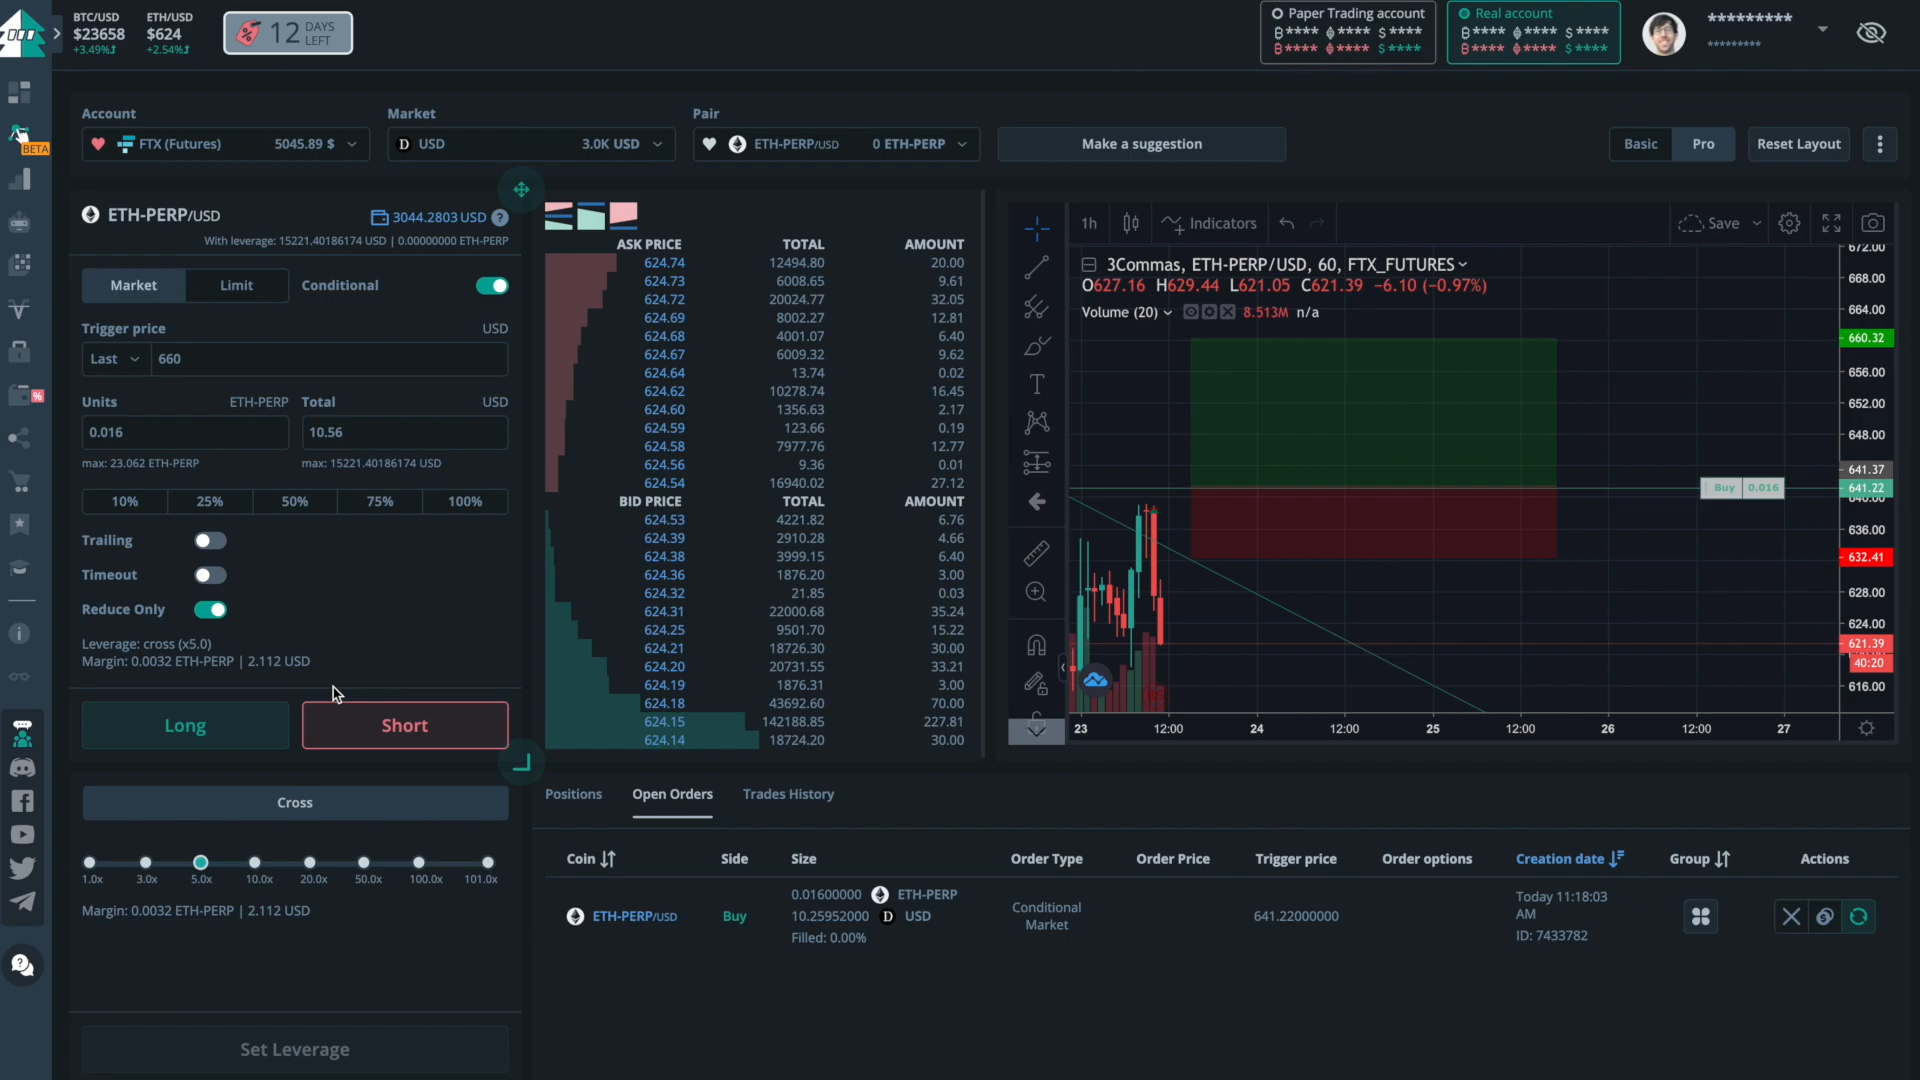 BTC/USD
$23658
+3.49%
ETH/USD
$624
+2.54%
12 DAYS LEFT
Paper Trading account
**** **** $ ****
**** **** $ ****
Real account
**** **** $ ****
**** **** $ ****
*********
*********
BETA
%
Account
FTX (Futures) 5045.89 $
Market
USD 3.0K USD
Pair
ETH-PERP/USD 0 ETH-PERP
Make a suggestion
Basic
Pro
Reset Layout
ETH-PERP/USD
3044.2803 USD ?
With leverage: 15221.40186174 USD | 0.00000000 ETH-PERP
Market
Limit
Conditional
Trigger price USD
Last 660
Units ETH-PERP
0.016
max: 23.062 ETH-PERP
Total USD
10.56
max: 15221.40186174 USD
10% 25% 50% 75% 100%
Trailing
Timeout
Reduce Only
Leverage: cross (x5.0)
Margin: 0.0032 ETH-PERP | 2.112 USD
Long
Short
Cross
1.0x 3.0x 5.0x 10.0x 20.0x 50.0x 100.0x 101.0x
Margin: 0.0032 ETH-PERP | 2.112 USD
Set Leverage
ASK PRICE TOTAL AMOUNT
624.74 12494.80 20.00
624.73 6008.65 9.61
624.72 20024.77 32.05
624.69 8002.27 12.81
624.68 4001.07 6.40
624.67 6009.32 9.62
624.64 13.74 0.02
624.62 10278.74 16.45
624.60 1356.63 2.17
624.59 123.66 0.19
624.58 7977.76 12.77
624.56 9.36 0.01
624.54 16940.02 27.12
BID PRICE TOTAL AMOUNT
624.53 4221.82 6.76
624.39 2910.28 4.66
624.38 3999.15 6.40
624.36 1876.20 3.00
624.32 21.85 0.03
624.31 22000.68 35.24
624.25 9501.70 15.22
624.21 18726.30 30.00
624.20 20731.55 33.21
624.19 1876.31 3.00
624.18 43692.60 70.00
624.15 142188.85 227.81
624.14 18724.20 30.00
1h
Indicators
Save
3Commas, ETH-PERP/USD, 60, FTX_FUTURES
O627.16 H629.44 L621.05 C621.39 −6.10 (−0.97%)
Volume (20) 8.513M n/a
Buy 0.016
672.00
668.00
664.00
660.32
656.00
652.00
648.00
641.37
641.22
640.00
636.00
632.41
628.00
624.00
621.39
40:20
616.00
23 12:00 24 12:00 25 12:00 26 12:00 27
Positions
Open Orders
Trades History
Coin Side Size Order Type Order Price Trigger price Order options Creation date Group Actions
ETH-PERP/USD
Buy
0.01600000 ETH-PERP
10.25952000 D USD
Filled: 0.00%
Conditional
Market
641.22000000
Today 11:18:03
AM
ID: 7433782